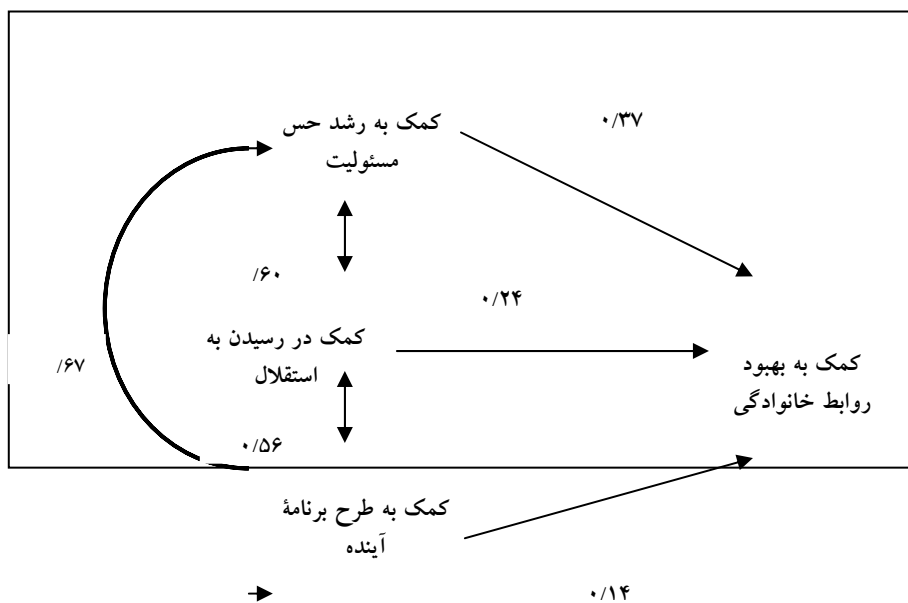 ۰/۳۷
کمک به رشد حس
مسئولیت
/۶۰
۰/۲۴
کمک در رسیدن به
استقلال
/۶۷
کمک به بهبود
روابط خانوادگی
۰/۵۶
کمک به طرح برنامۀ
آینده
۰/۱۴